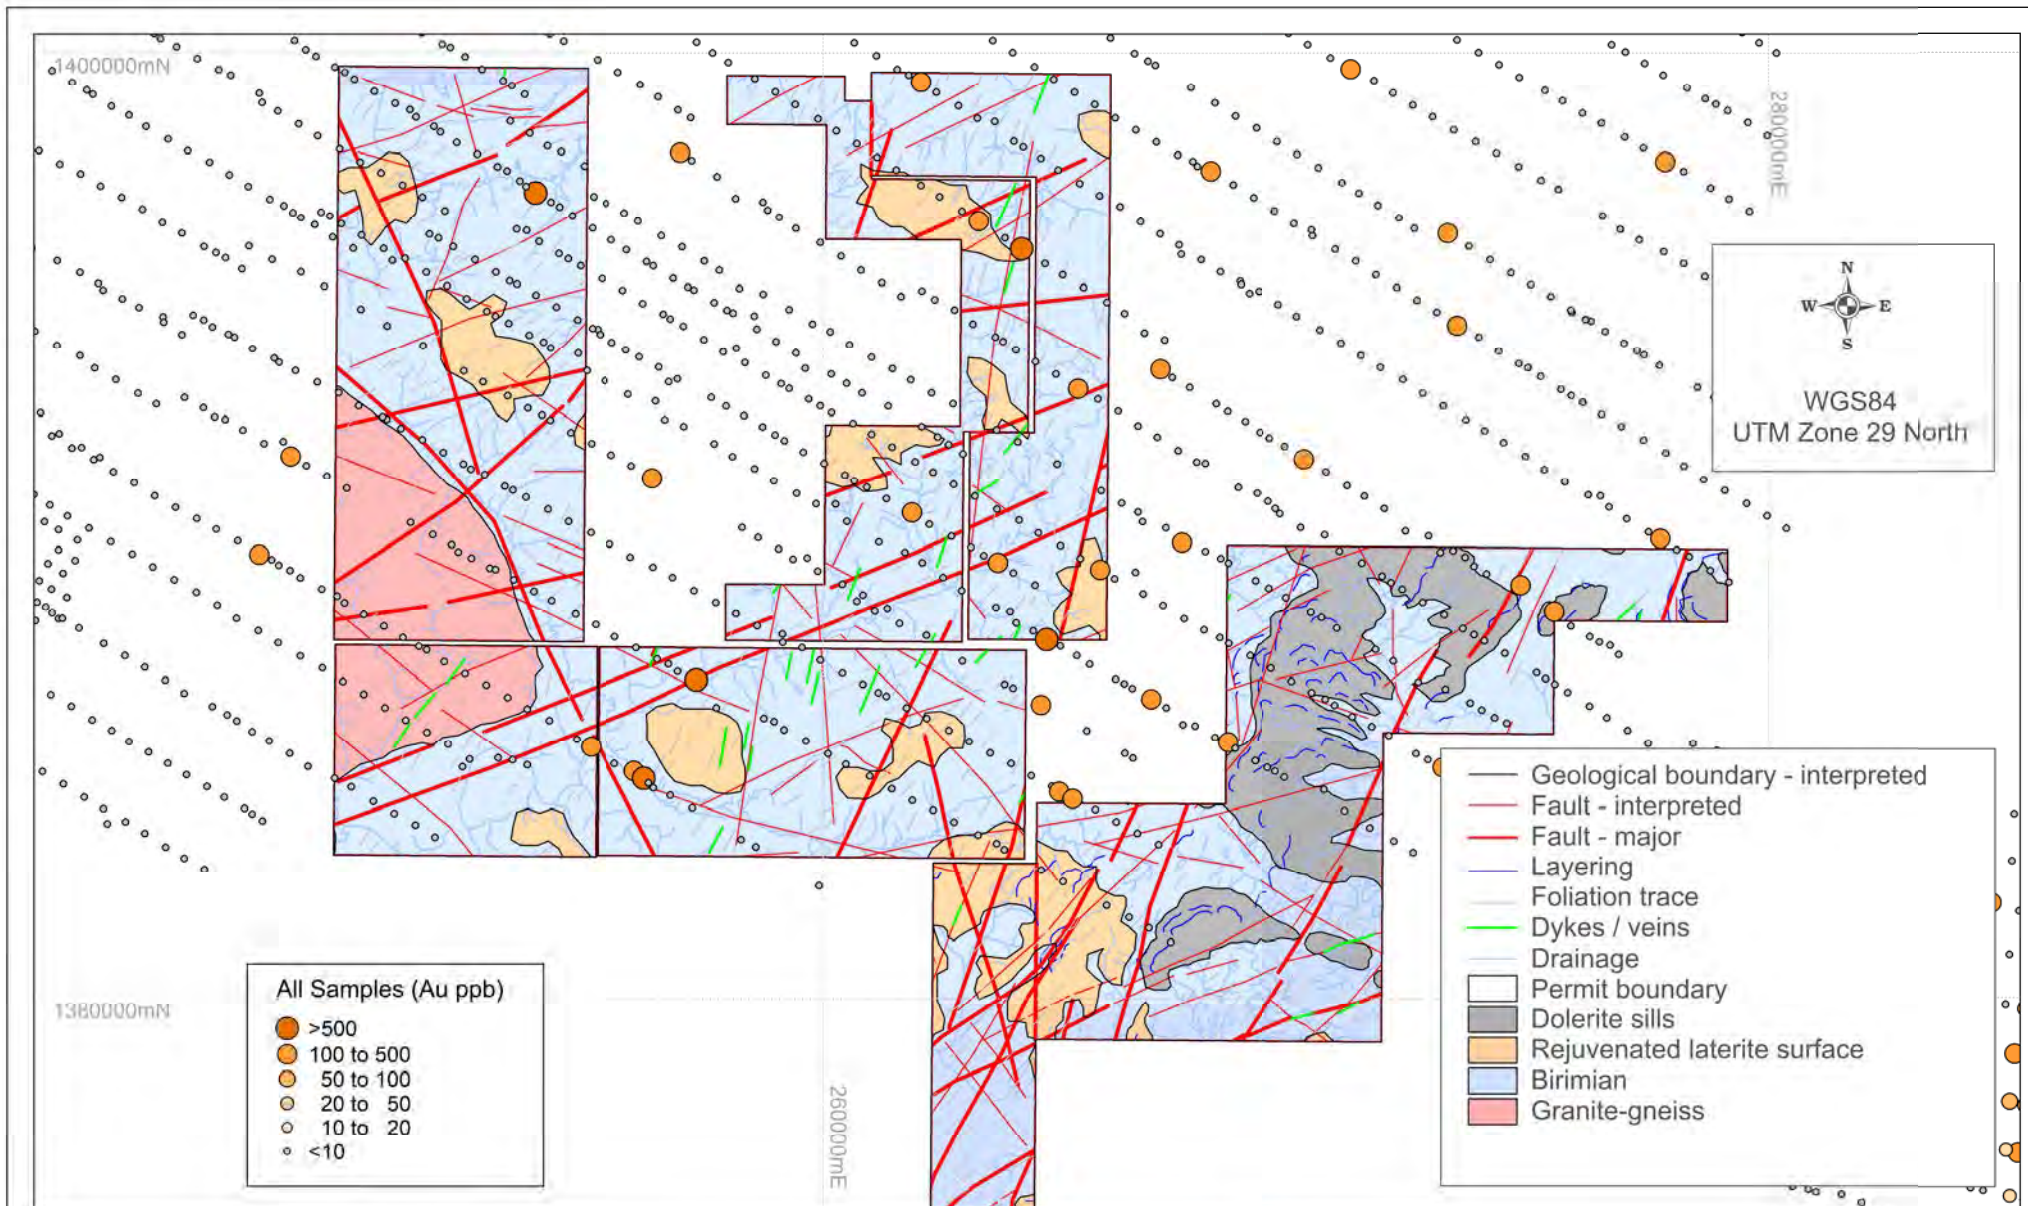 1400000mN
280000mE
N
W E
S
WGS84
UTM Zone 29 North
Geological boundary - interpreted
Fault - interpreted
Fault - major
Layering
Foliation trace
Dykes / veins
Drainage
Permit boundary
Dolerite sills
Rejuvenated laterite surface
Birimian
Granite-gneiss
All Samples (Au ppb)
>500
100 to 500
50 to 100
20 to 50
10 to 20
<10
1380000mN
260000mE